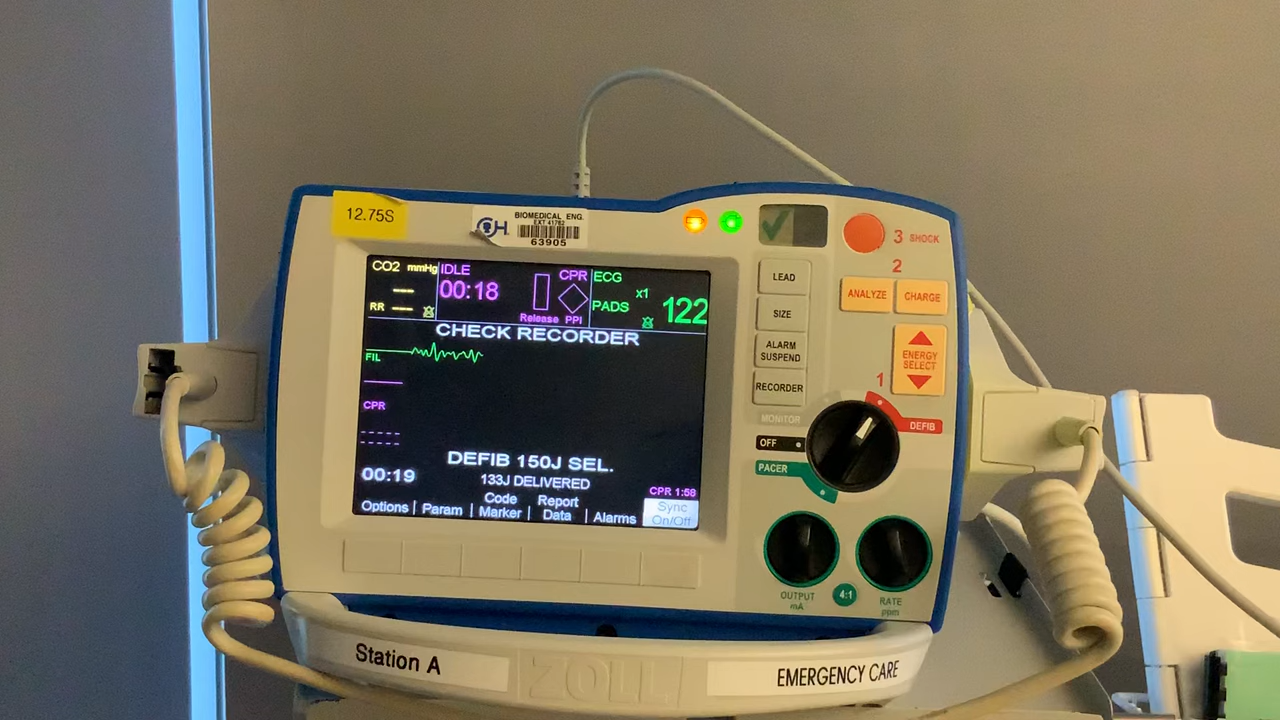 12.75S
CH
BIOMEDICAL ENG.
EXT 41762
63905
3 SHOCK
2
ANALYZE
CHARGE
LEAD
SIZE
ALARM
SUSPEND
RECORDER
ENERGY
SELECT
1
DEFIB
MONITOR
OFF
PACER
OUTPUT
mA
4:1
RATE
ppm
CO2 mmHg
---
RR ---
IDLE
00:18
CPR
Release PPI
ECG
PADS x1 122
CHECK RECORDER
FIL
CPR
DEFIB 150J SEL.
00:19
133J DELIVERED
CPR 1:58
Options
Param
Code
Marker
Report
Data
Alarms
Sync
On/Off
Station A
ZOLL
EMERGENCY CARE